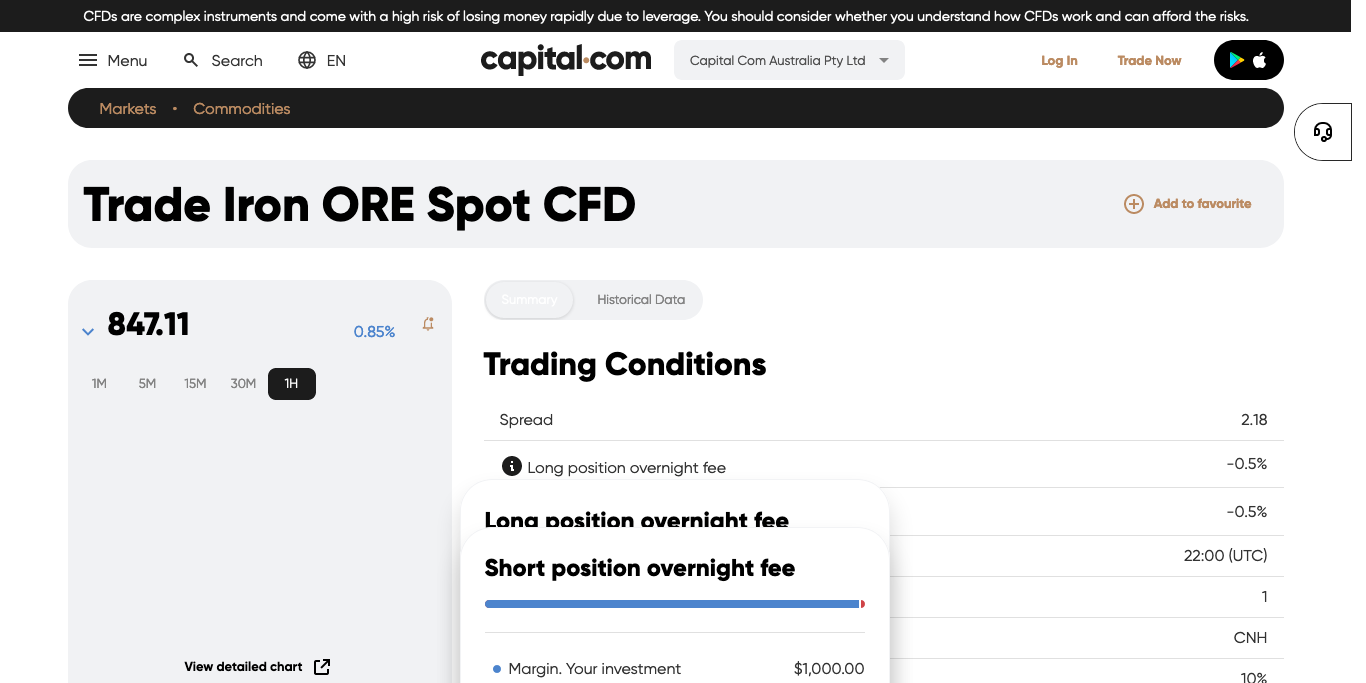 CFDs are complex instruments and come with a high risk of losing money rapidly due to leverage. You should consider whether you understand how CFDs work and can afford the risks.
Menu Search EN capital.com Capital Com Australia Pty Ltd Log In Trade Now
Markets • Commodities
Trade Iron ORE Spot CFD Add to favourite
847.11 0.85%
1M 5M 15M 30M 1H
View detailed chart
Summary Historical Data
Trading Conditions
Spread 2.18
Long position overnight fee -0.5%
-0.5%
22:00 (UTC)
1
CNH
10%
Long position overnight fee
Short position overnight fee
Margin. Your investment $1,000.00